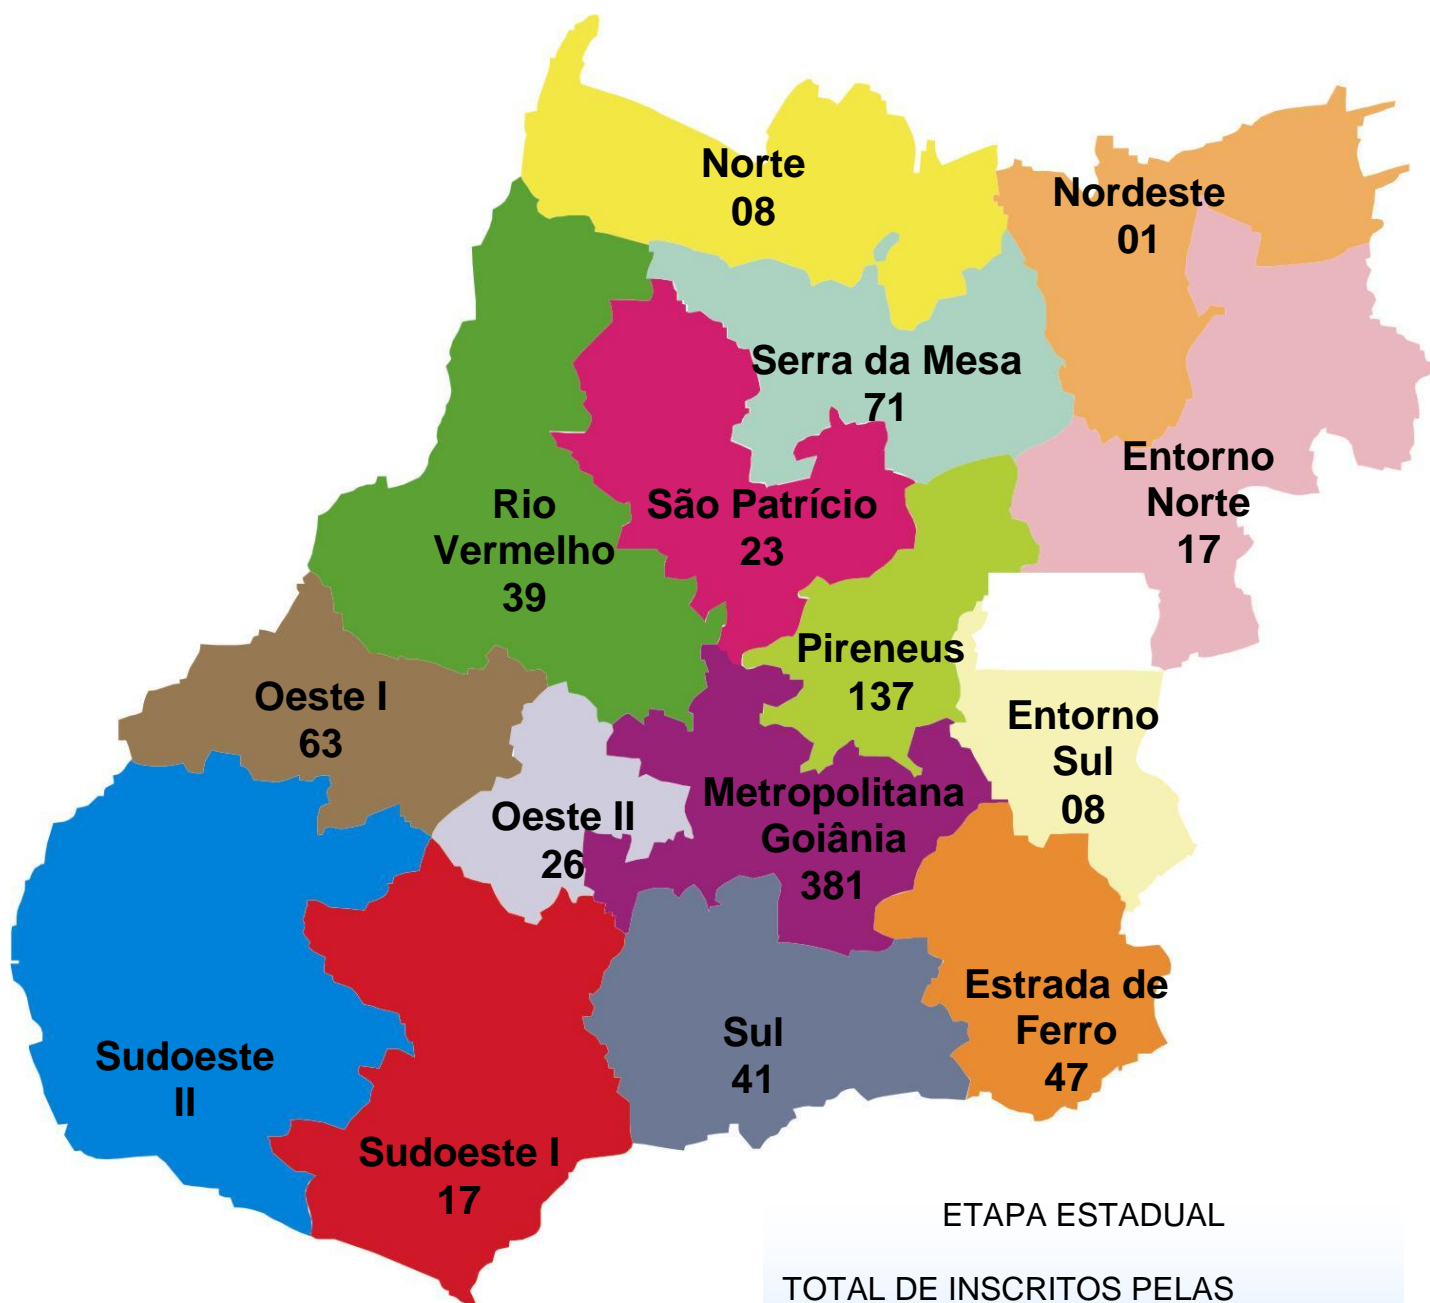 Norte
08
Nordeste
01
Serra da Mesa
71
Entorno
Norte
17
Rio
Vermelho
39
São Patrício
23
Pireneus
137
Oeste I
63
Entorno
Sul
08
Oeste II
26
Metropolitana
Goiânia
381
Estrada de
Ferro
47
Sul
41
Sudoeste
II
Sudoeste I
17
ETAPA ESTADUAL
TOTAL DE INSCRITOS PELAS